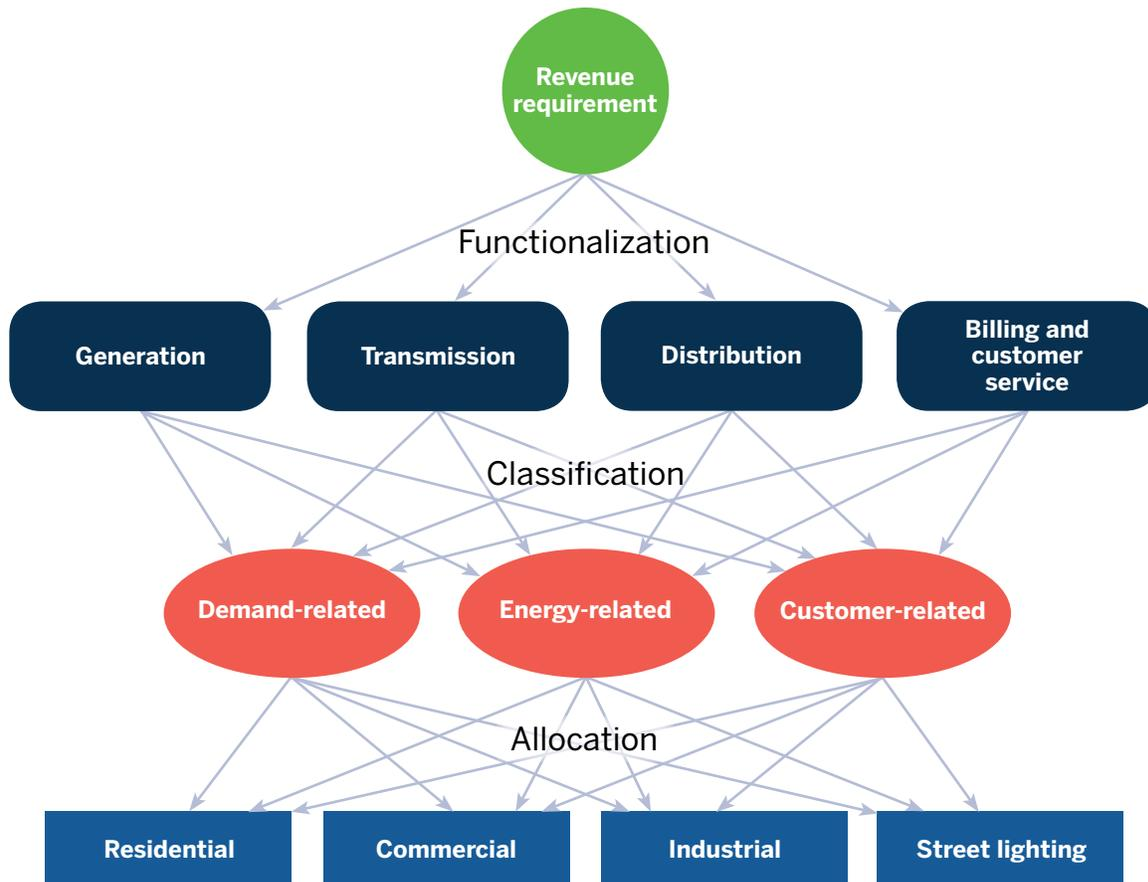 Revenue
requirement
Functionalization
Generation
Transmission
Distribution
Billing and
customer
service
Classification
Demand-related
Energy-related
Customer-related
Allocation
Residential
Commercial
Industrial
Street lighting